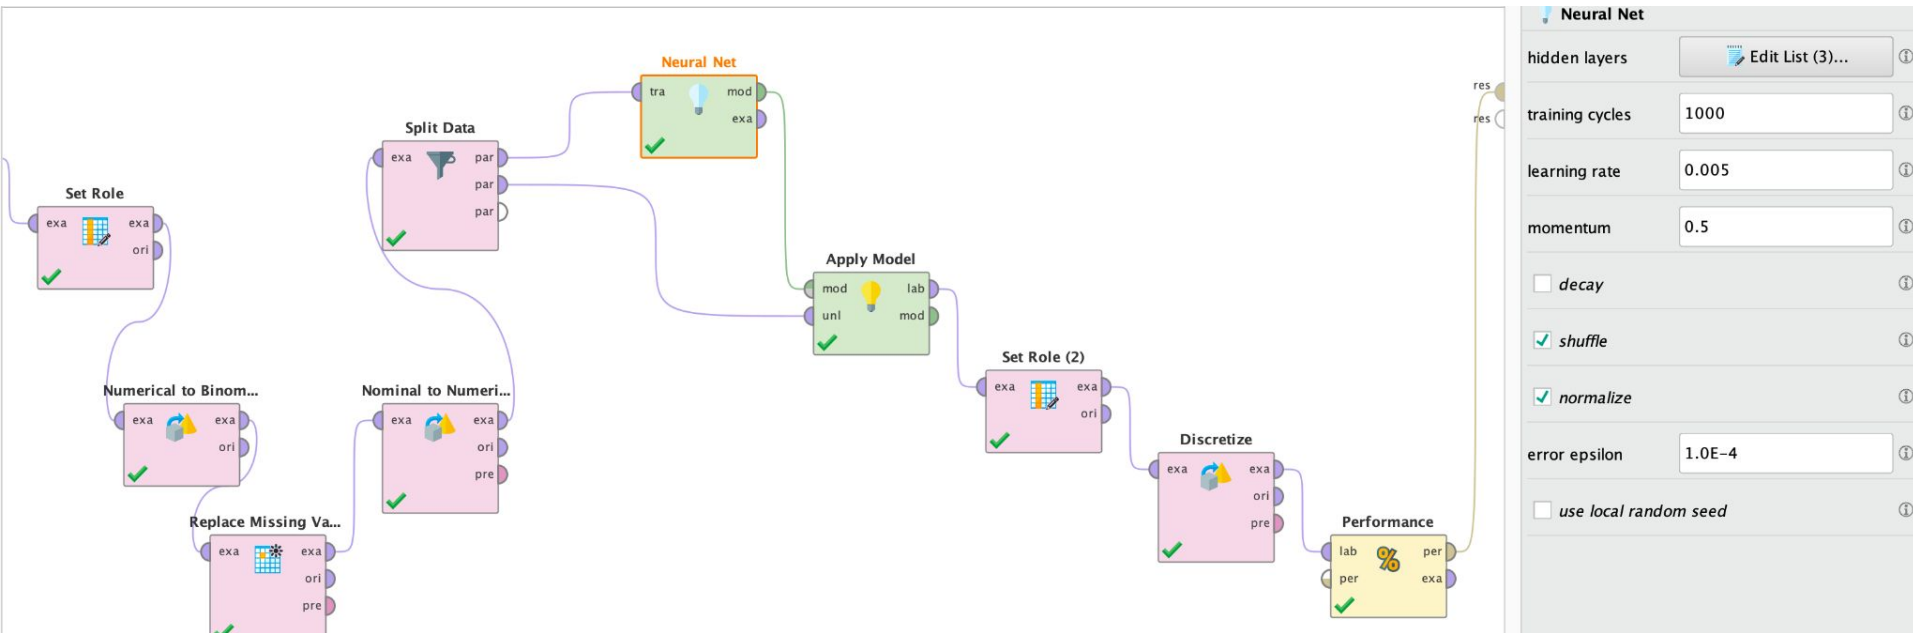 Neural Net
tra mod
exa
Split Data
exa par
par
par
Set Role
exa exa
ori
Apply Model
mod lab
unl mod
Numerical to Binom...
exa exa
ori
Nominal to Numeri...
exa exa
ori
pre
Replace Missing Va...
exa exa
ori
pre
Set Role (2)
exa exa
ori
Discretize
exa exa
ori
pre
Performance
% 
lab per
per exa
res
res
Neural Net
hidden layers Edit List (3)...
training cycles 1000
learning rate 0.005
momentum 0.5
decay
shuffle
normalize
error epsilon 1.0E-4
use local random seed